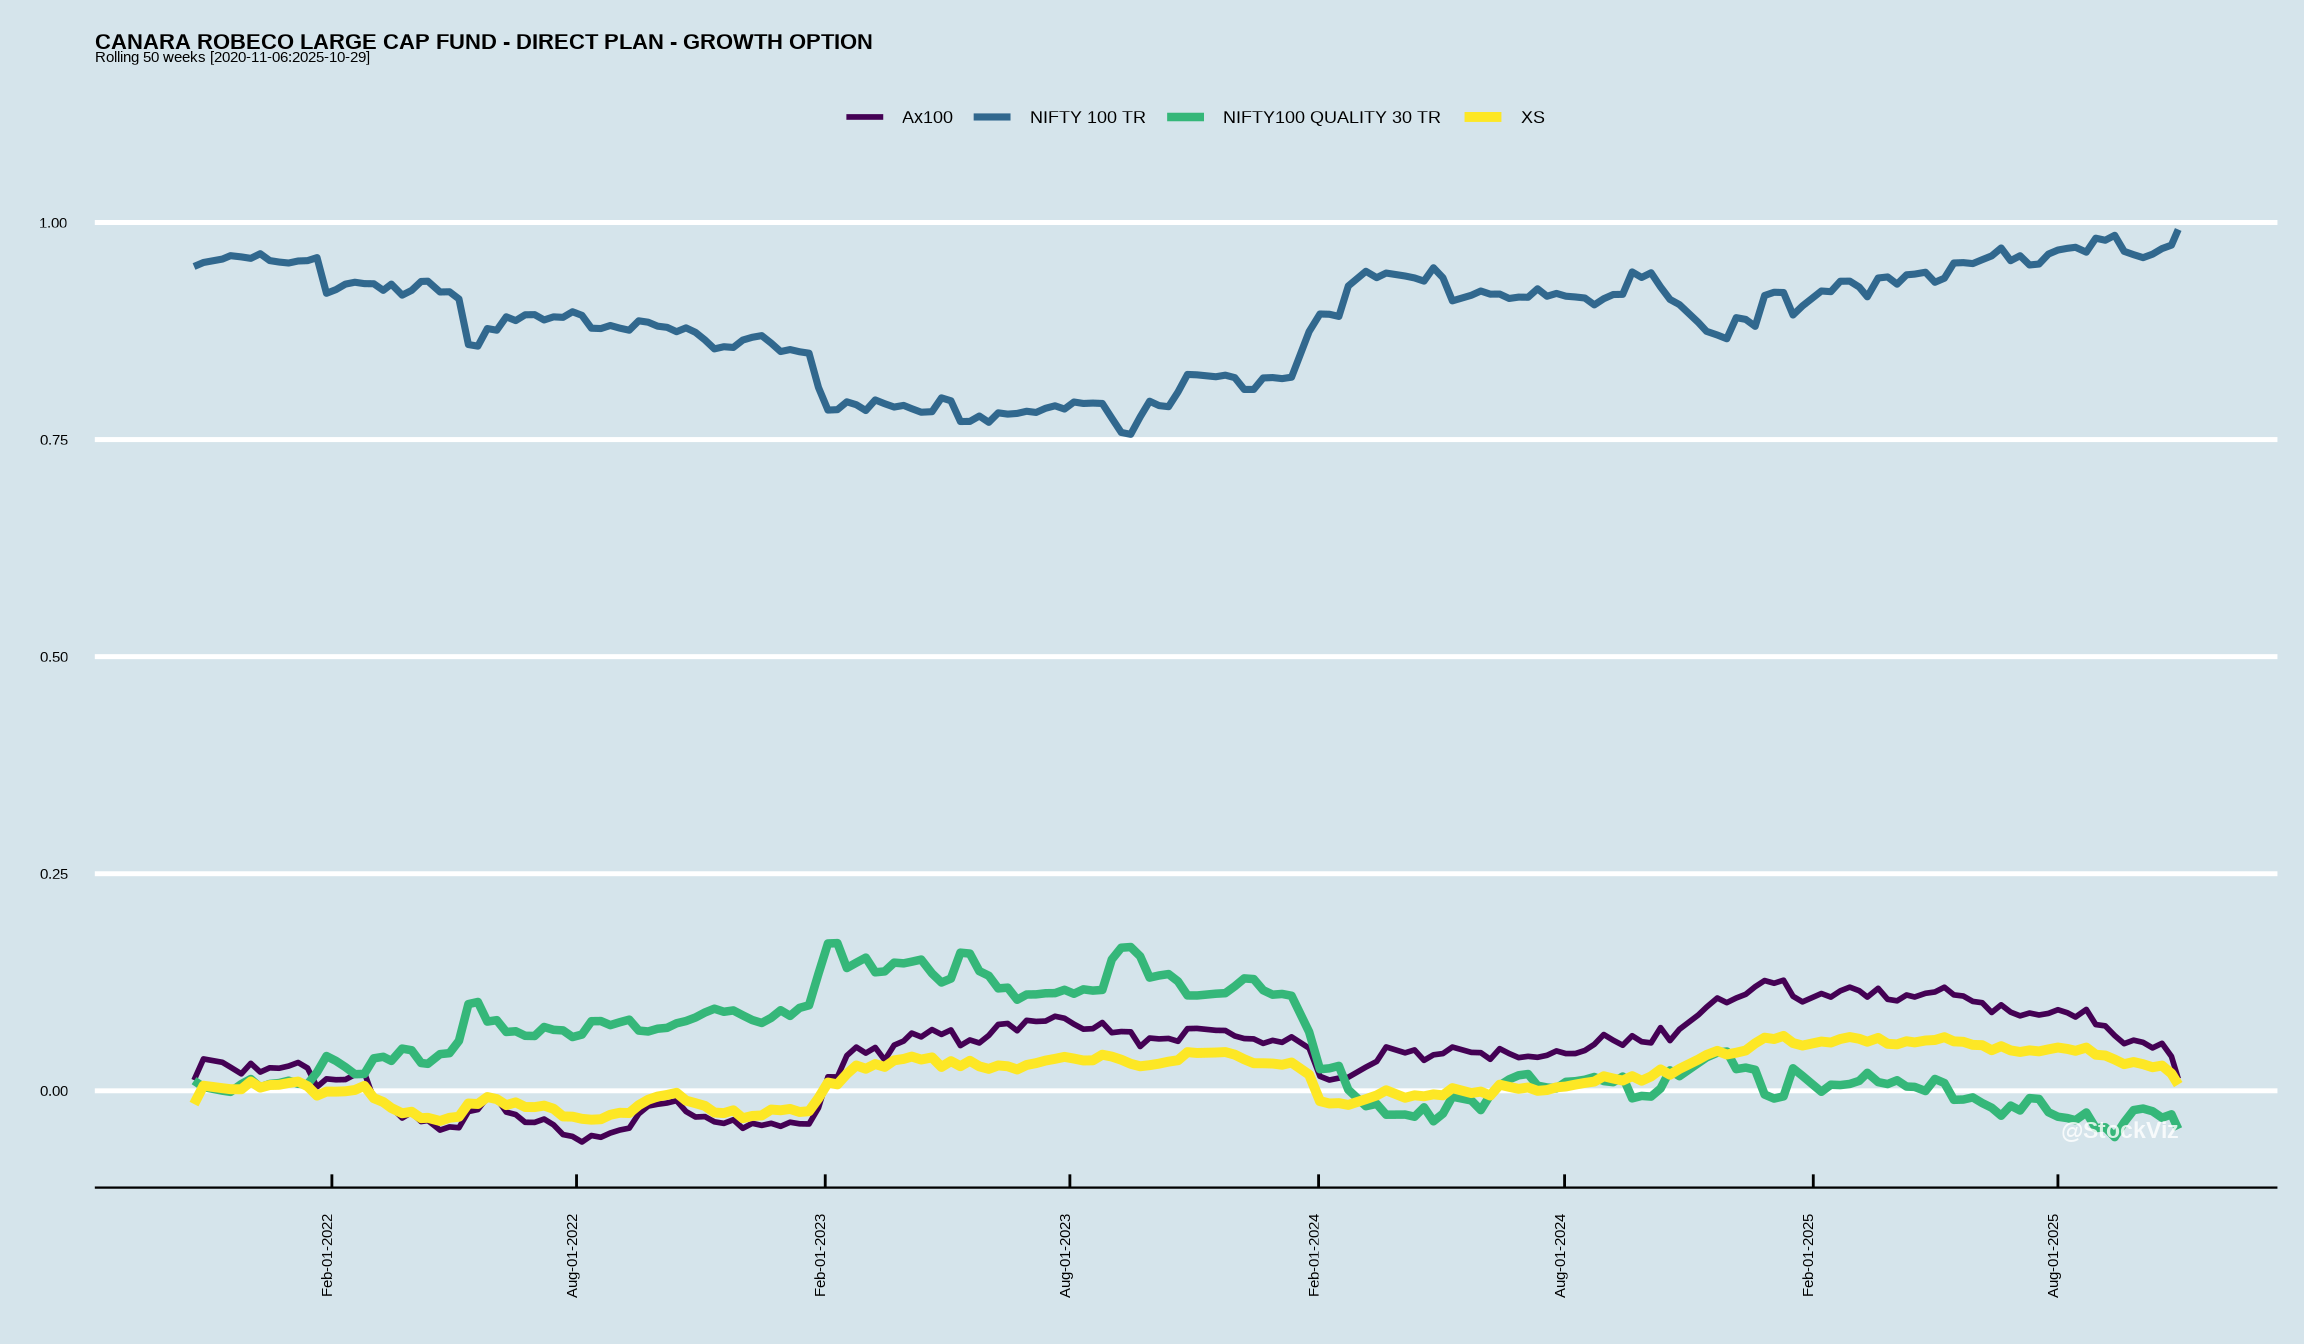 CANARA ROBECO LARGE CAP FUND - DIRECT PLAN - GROWTH OPTION
Rolling 50 weeks [2020-11-06:2025-10-29]
Ax100 NIFTY 100 TR NIFTY100 QUALITY 30 TR XS
1.00
0.75
0.50
0.25
0.00
@StockViz
Feb-01-2022 Aug-01-2022 Feb-01-2023 Aug-01-2023 Feb-01-2024 Aug-01-2024 Feb-01-2025 Aug-01-2025